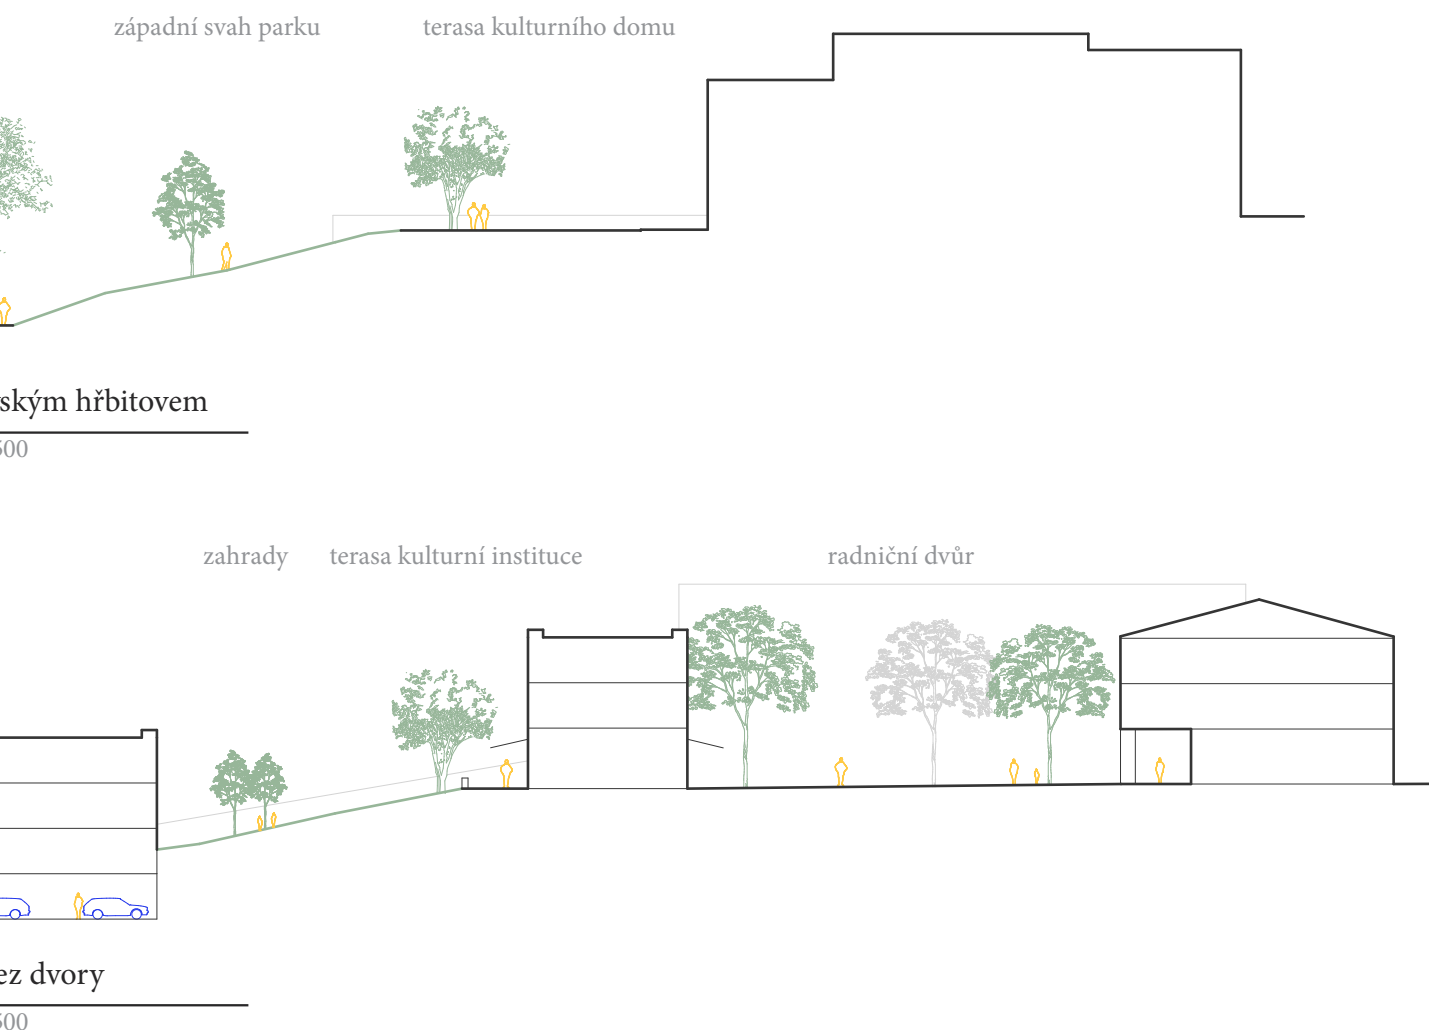 západní svah parku
terasa kulturního domu
ským hřbitovem
500
zahrady
terasa kulturní instituce
radniční dvůr
ez dvory
500